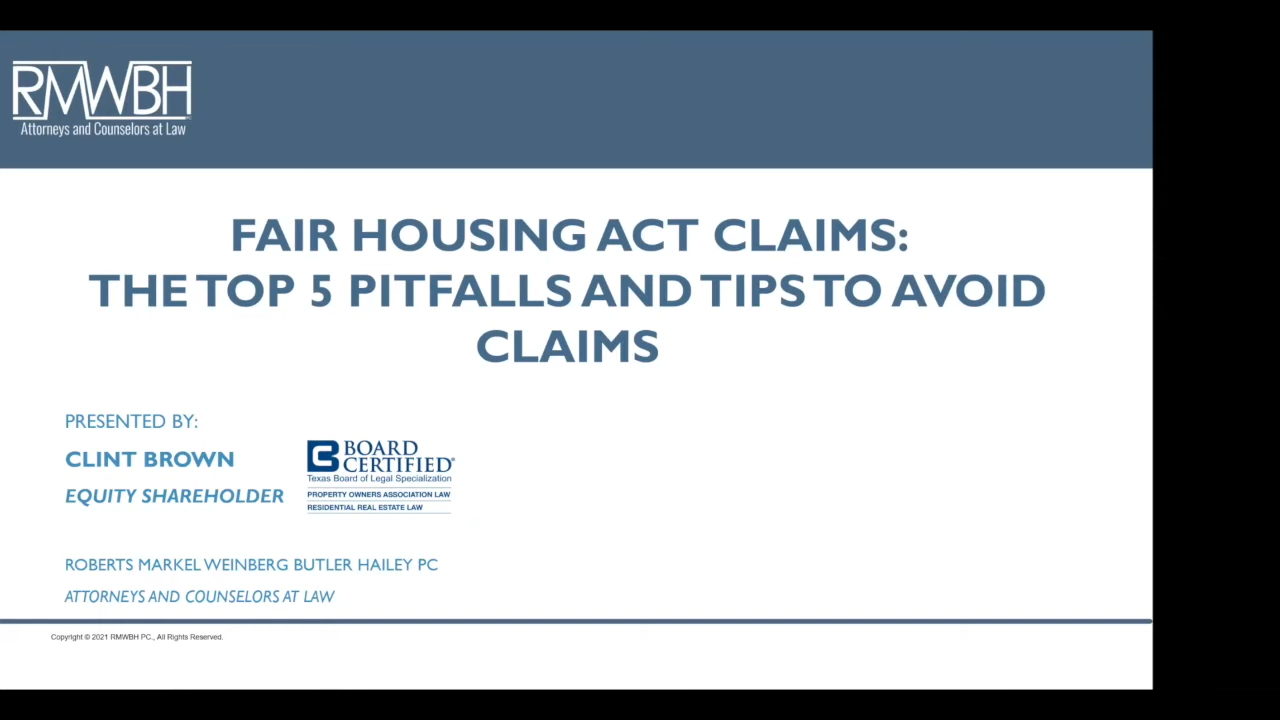 RMWBH
Attorneys and Counselors at Law
FAIR HOUSING ACT CLAIMS:
THE TOP 5 PITFALLS AND TIPS TO AVOID
CLAIMS
PRESENTED BY:
CLINT BROWN
EQUITY SHAREHOLDER
BOARD
CERTIFIED®
Texas Board of Legal Specialization
PROPERTY OWNERS ASSOCIATION LAW
RESIDENTIAL REAL ESTATE LAW
ROBERTS MARKEL WEINBERG BUTLER HAILEY PC
ATTORNEYS AND COUNSELORS AT LAW
Copyright © 2021 RMWBH PC., All Rights Reserved.